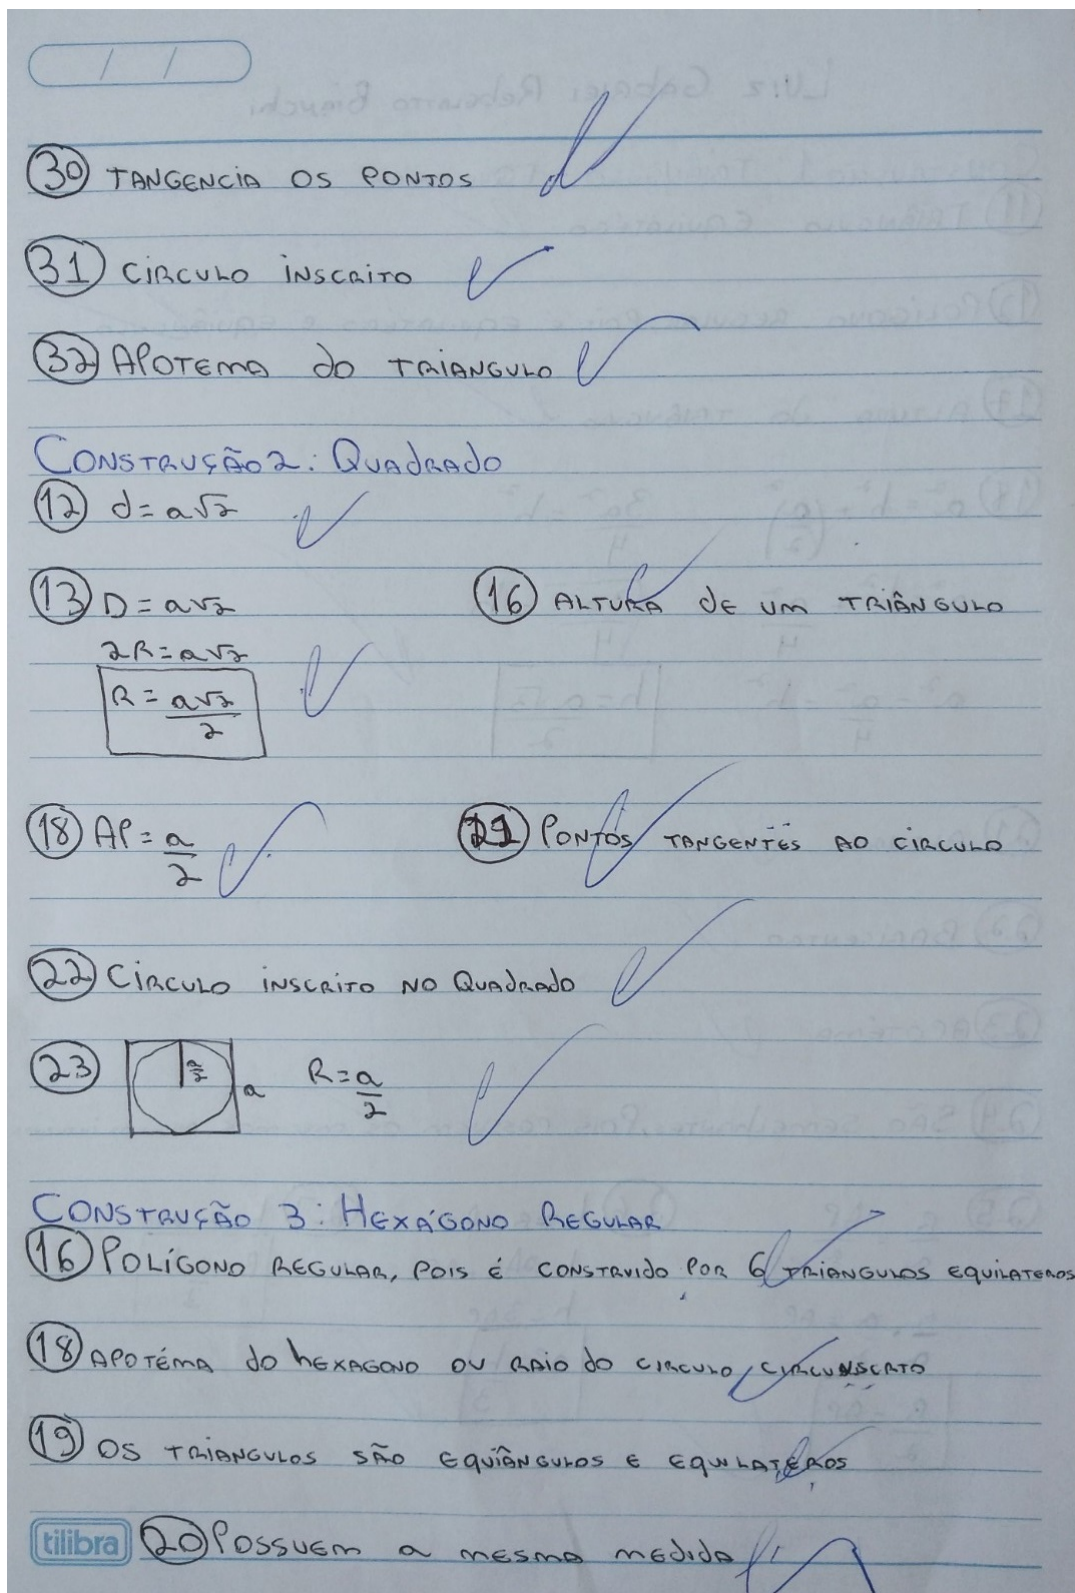 / /
30 TANGENCIA OS PONTOS
31 CIRCULO INSCRITO
32 APOTEMA do TRIANGULO
CONSTRUÇÃO 2: QUADRADO
12 d = a√2
13 D = a√2
2R = a√2
R = a√2/2
16 ALTURA DE UM TRIÂNGULO
18 AP = a/2
21 PONTOS TANGENTES AO CIRCULO
22 CIRCULO INSCRITO NO QUADRADO
23 a/2 a R = a/2
CONSTRUÇÃO 3: HEXÁGONO REGULAR
16 POLÍGONO REGULAR, POIS É CONSTRUIDO POR 6 TRIANGULOS EQUILATEROS
18 APOTÉMA do HEXAGONO OU RAIO do CIRCULO CIRCUNSCRTO
19 OS TRIANGULOS SÃO EQUIÂNGULOS E EQUILATEROS
tilibra 20 POSSUEM a MESMA MEDIDA